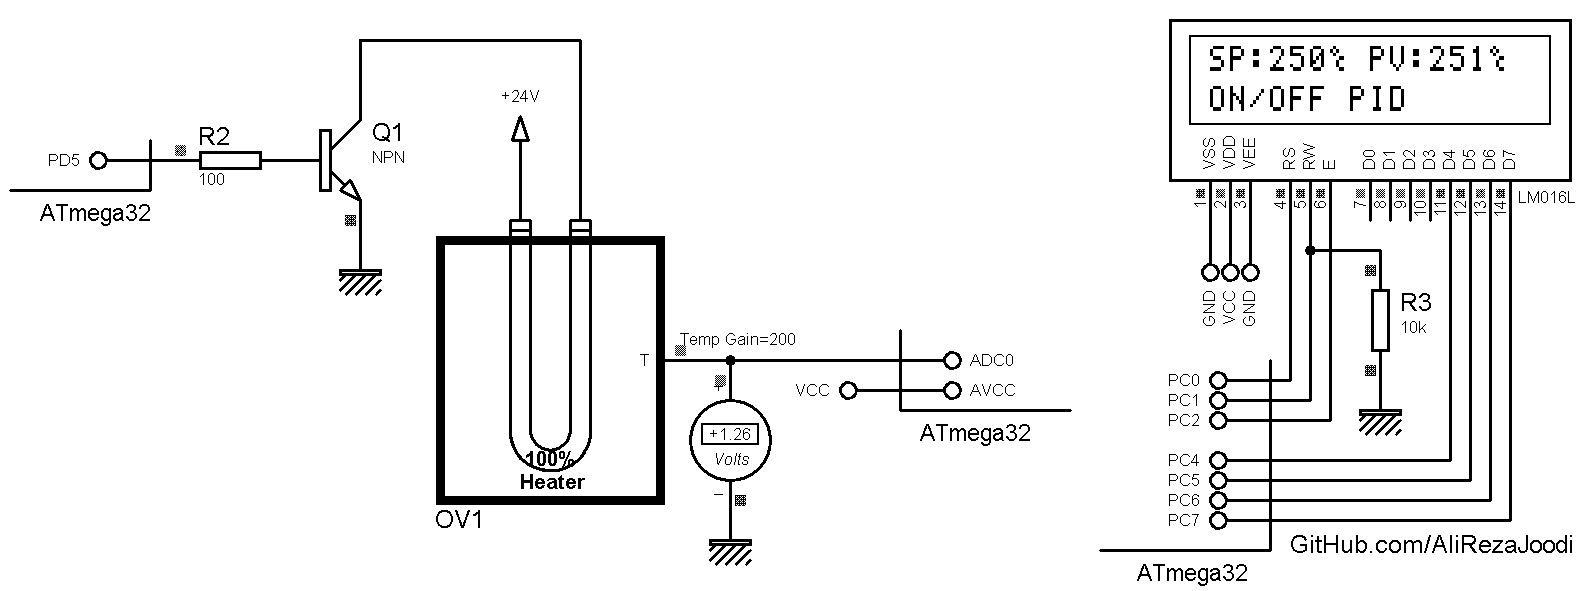 +24V
PD5
R2
100
Q1
NPN
ATmega32
100%
Heater
OV1
T
Temp Gain=200
+
+1.26
Volts
−
VCC
ADC0
AVCC
ATmega32
SP:250% PV:251%
ON/OFF PID
VSS
VDD
VEE
RS
RW
E
D0
D1
D2
D3
D4
D5
D6
D7
1
2
3
4
5
6
7
8
9
10
11
12
13
14
LM016L
GND
VCC
GND
R3
10k
PC0
PC1
PC2
PC4
PC5
PC6
PC7
GitHub.com/AliRezaJoodi
ATmega32